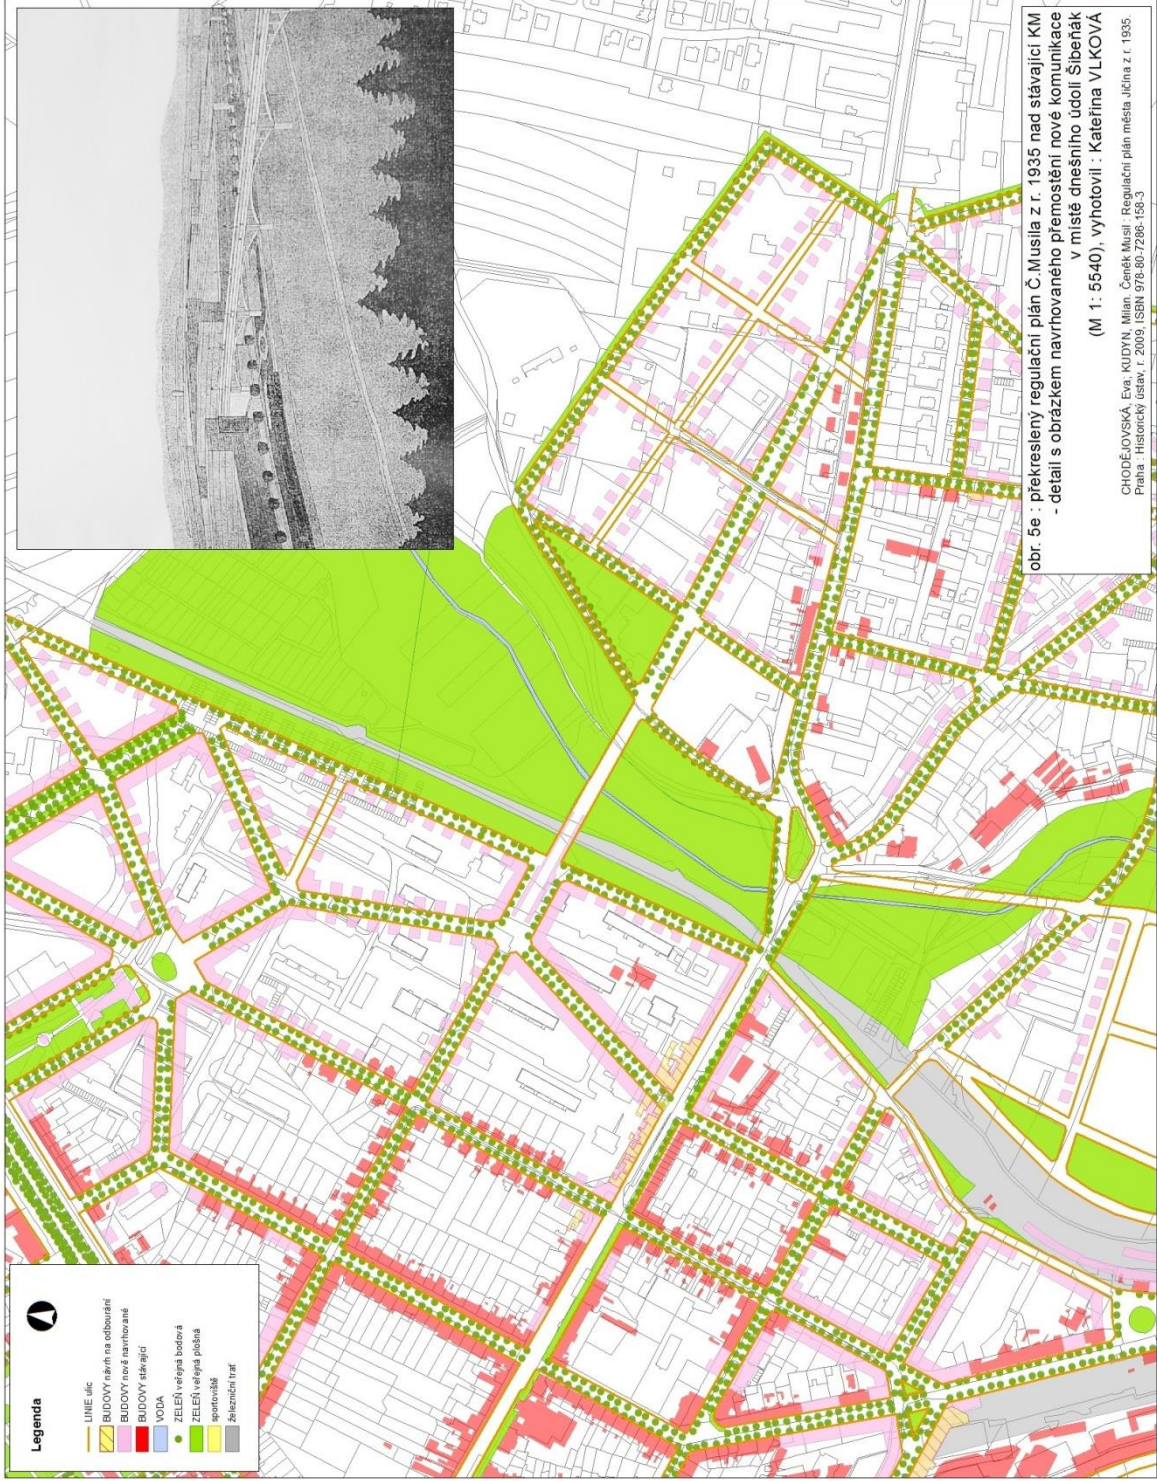 obr. 5e : překreslený regulační plán Č.Musila z r. 1935 nad stávající KM
- detail s obrázkem navrhovaného přemostění nové komunikace
v místě dnešního údolí Šibeňák
(M 1: 5540), vyhotovil : Kateřina VLKOVÁ
CHODĚJOVSKÁ, Eva; KUDYN, Milan. Čeněk Musil : Regulační plán města Jičína z r. 1935.
Praha : Historický ústav, r. 2009, ISBN 978-80-7286-158-3
Legenda
LINIE ulic
BUDOVY návrh na odbourání
BUDOVY nově navrhované
BUDOVY stávající
VODA
ZELEŇ veřejná bodová
ZELEŇ veřejná plošná
sportoviště
železniční trať